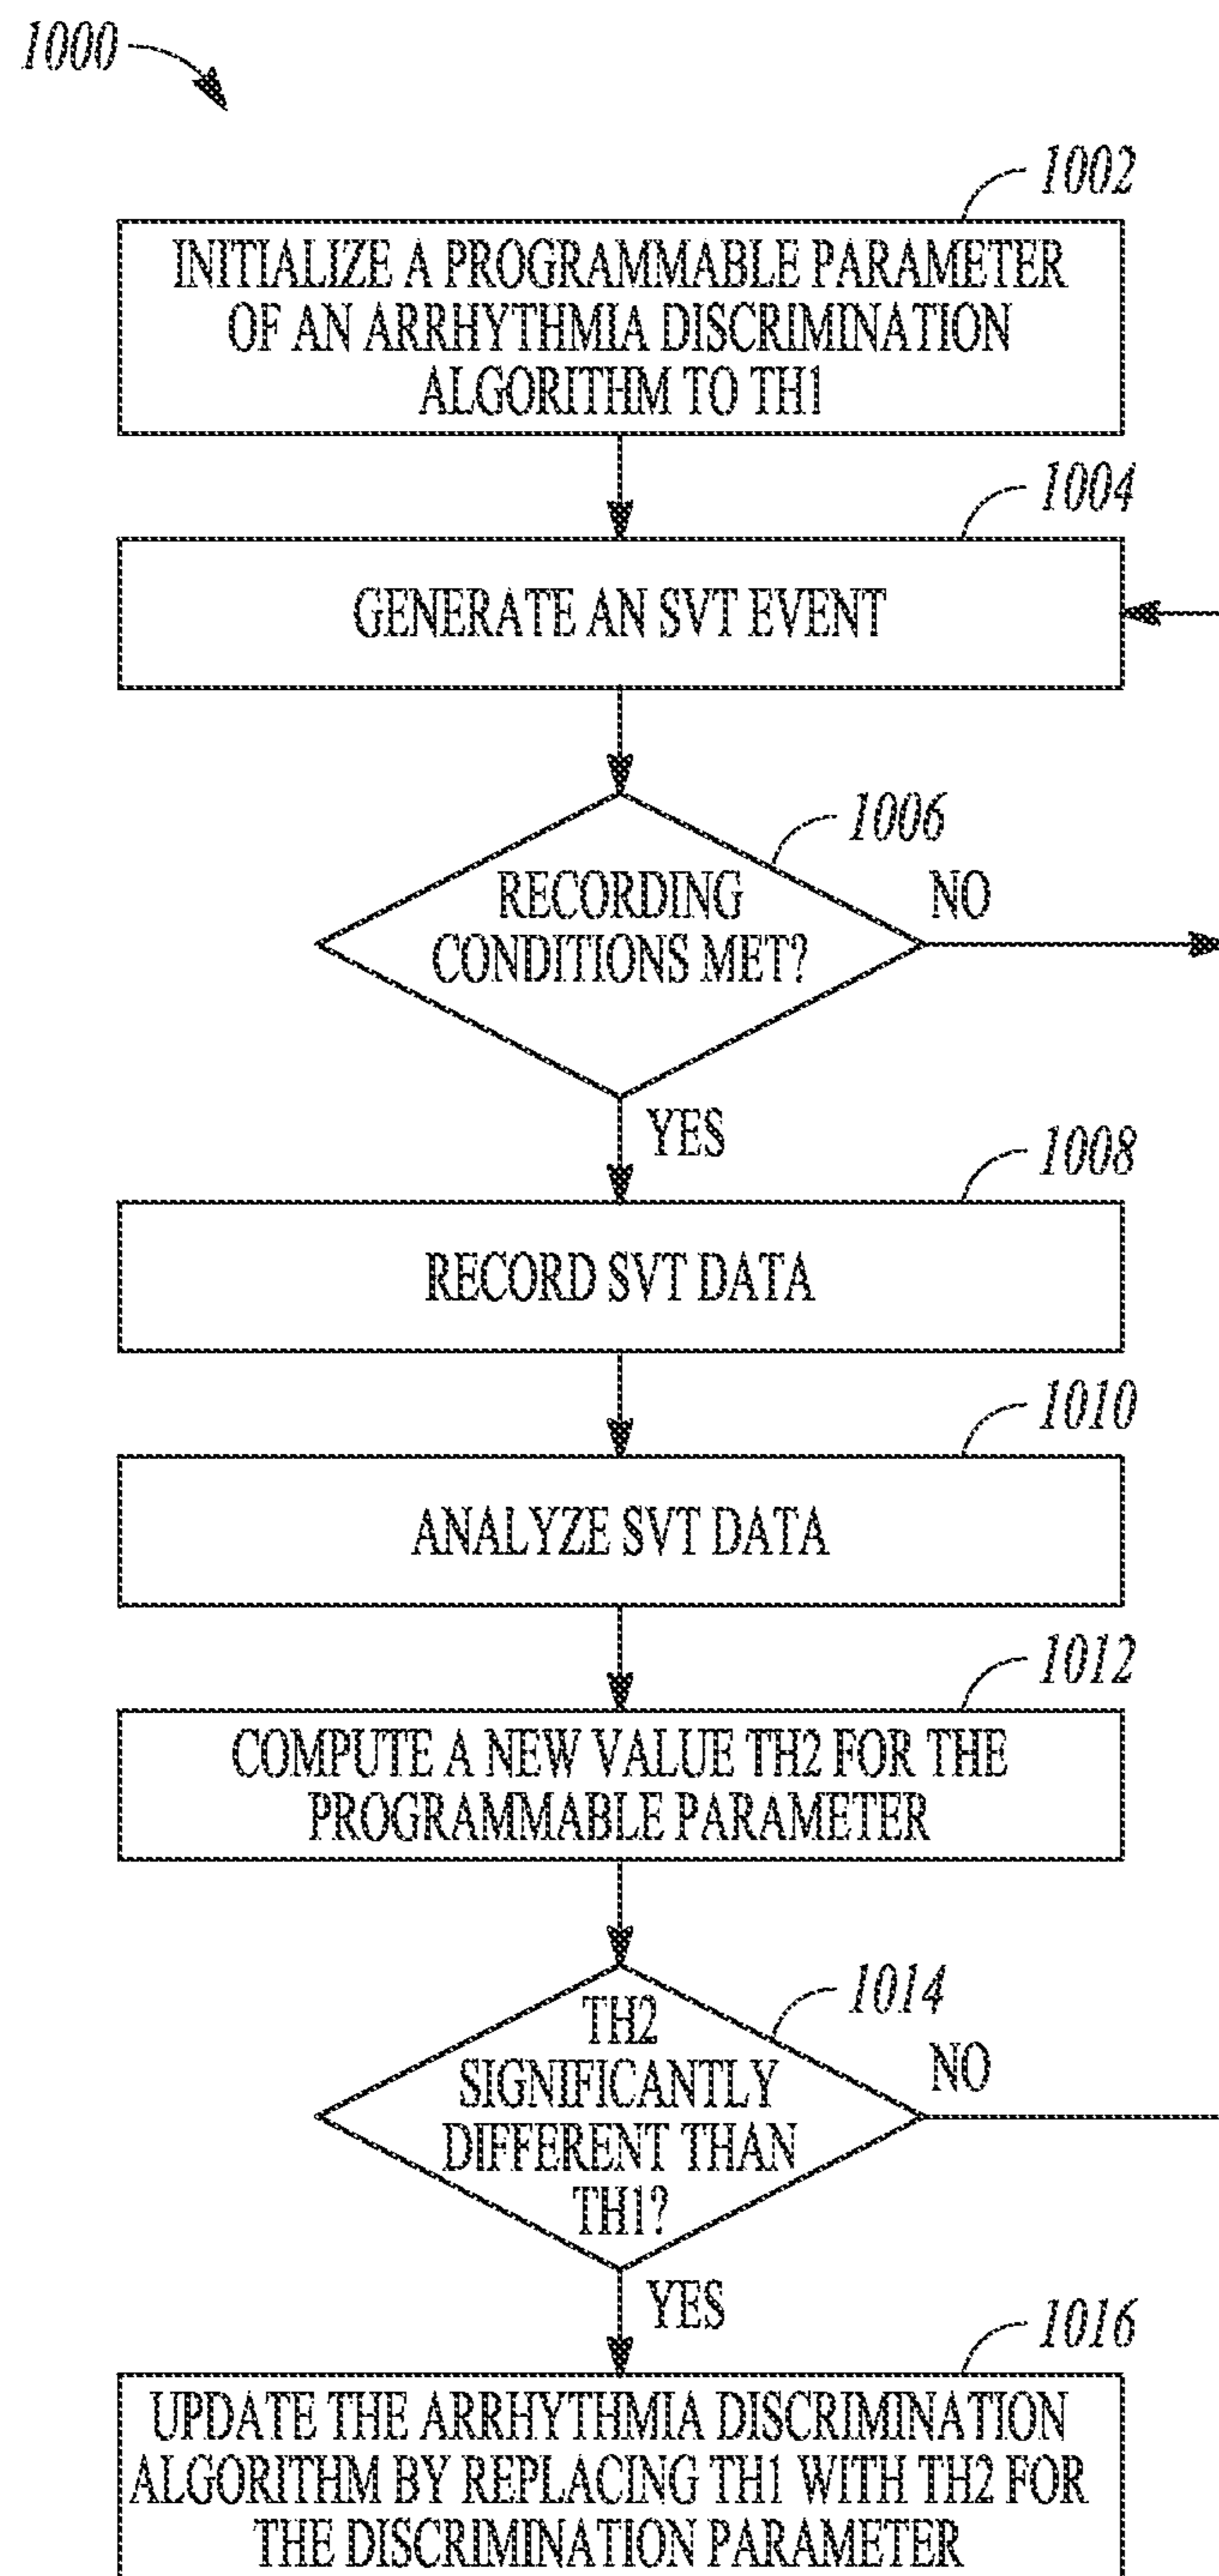 1000
1002
INITIALIZE A PROGRAMMABLE PARAMETER
OF AN ARRHYTHMIA DISCRIMINATION
ALGORITHM TO TH1
1004
GENERATE AN SVT EVENT
1006
RECORDING
CONDITIONS MET?
NO
YES
1008
RECORD SVT DATA
1010
ANALYZE SVT DATA
1012
COMPUTE A NEW VALUE TH2 FOR THE
PROGRAMMABLE PARAMETER
1014
TH2
SIGNIFICANTLY
DIFFERENT THAN
TH1?
NO
YES
1016
UPDATE THE ARRHYTHMIA DISCRIMINATION
ALGORITHM BY REPLACING TH1 WITH TH2 FOR
THE DISCRIMINATION PARAMETER